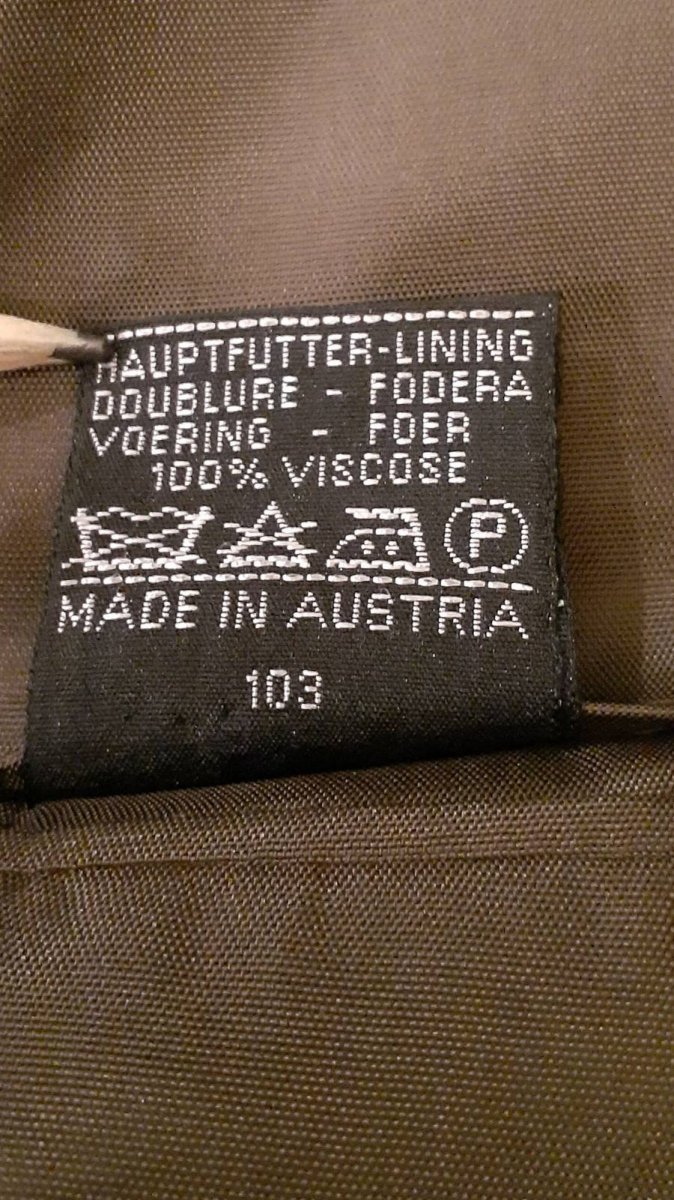 HAUPTFUTTER-LINING
DOUBLURE - FODERA
VOERING - FOER
100% VISCOSE
P
MADE IN AUSTRIA
103